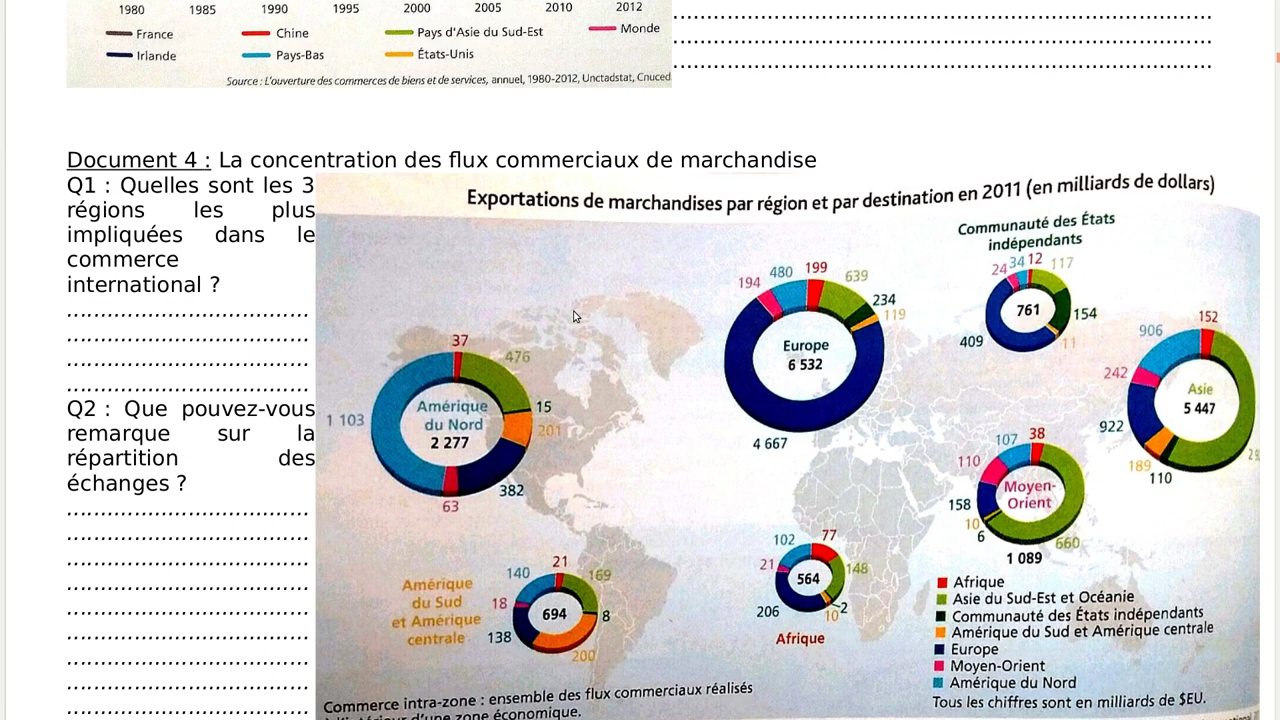 1980 1985 1990 1995 2000 2005 2010 2012
France Chine Pays d'Asie du Sud-Est Monde
Irlande Pays-Bas États-Unis
Source : L'ouverture des commerces de biens et de services, annuel, 1980-2012, Unctadstat, Cnuced
Document 4 : La concentration des flux commerciaux de marchandise
Q1 : Quelles sont les 3
régions les plus
impliquées dans le
commerce
international ?
Q2 : Que pouvez-vous
remarque sur la
répartition des
échanges ?
Exportations de marchandises par région et par destination en 2011 (en milliards de dollars)
Communauté des États
indépendants
24 34 12 117
761
154
409
11
194 480 199 639
234
119
Europe
6 532
4 667
37
476
15
201
1 103
Amérique
du Nord
2 277
382
63
152
906
242
Asie
5 447
922
189
110
107 38
110
Moyen-
Orient
158
10
6
660
1 089
102 77
21
564
148
2
10
206
Afrique
21
140 169
18
694
8
138
200
Amérique
du Sud
et Amérique
centrale
Afrique
Asie du Sud-Est et Océanie
Communauté des États indépendants
Amérique du Sud et Amérique centrale
Europe
Moyen-Orient
Amérique du Nord
Tous les chiffres sont en milliards de $EU.
Commerce intra-zone : ensemble des flux commerciaux réalisés
à l'intérieur d'une zone économique.